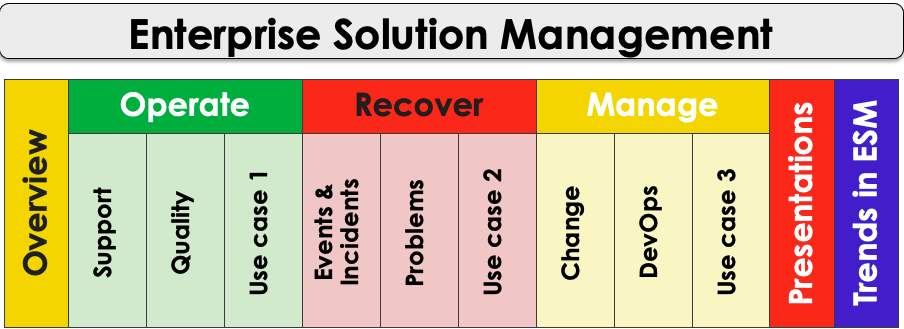 Enterprise Solution Management
Overview
Operate
Support
Quality
Use case 1
Recover
Events &
Incidents
Problems
Use case 2
Manage
Change
DevOps
Use case 3
Presentations
Trends in ESM